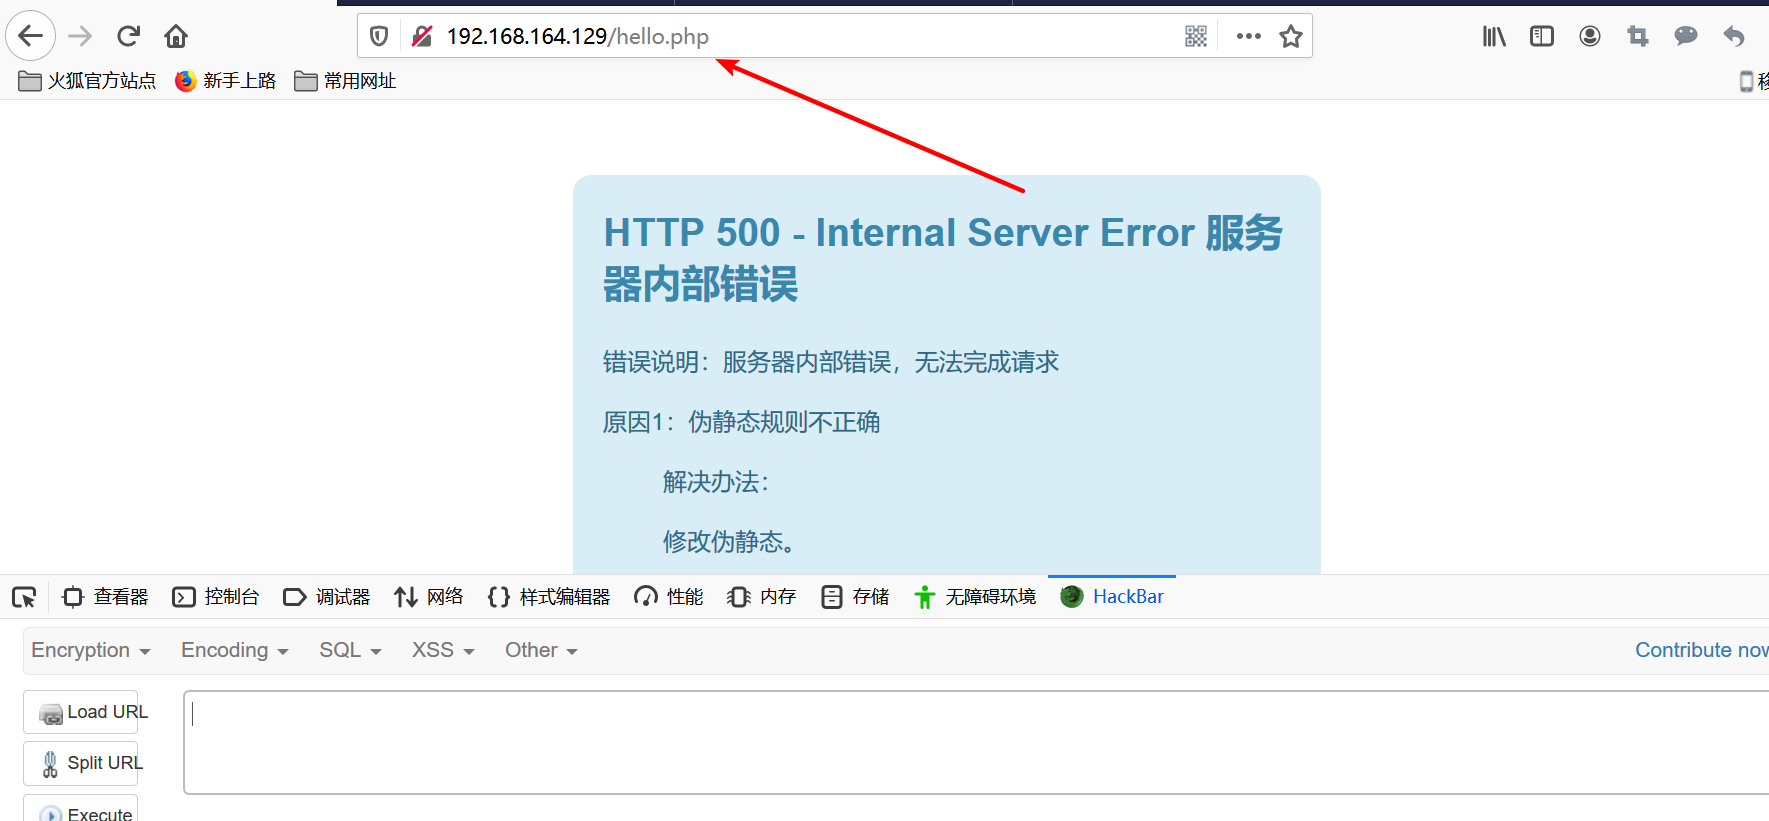 192.168.164.129/hello.php
火狐官方站点 新手上路 常用网址 移
HTTP 500 - Internal Server Error 服务
器内部错误
错误说明：服务器内部错误，无法完成请求
原因1：伪静态规则不正确
解决办法：
修改伪静态。
查看器 控制台 调试器 网络 样式编辑器 性能 内存 存储 无障碍环境 HackBar
Encryption Encoding SQL XSS Other Contribute now
Load URL
Split URL
Execute